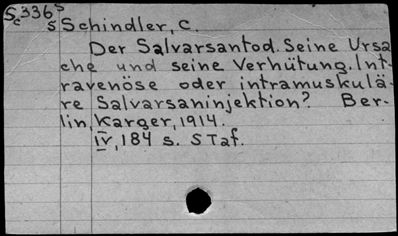 Sc336s
S Schindler, C.
Der Salvarsantod. Seine Ursa
che und seine Verhütung. Int-
ravenöse oder intramuskulä-
re Salvarsaninjektion? Ber-
lin, Karger, 1914.
IV, 184 s. 5 Taf.